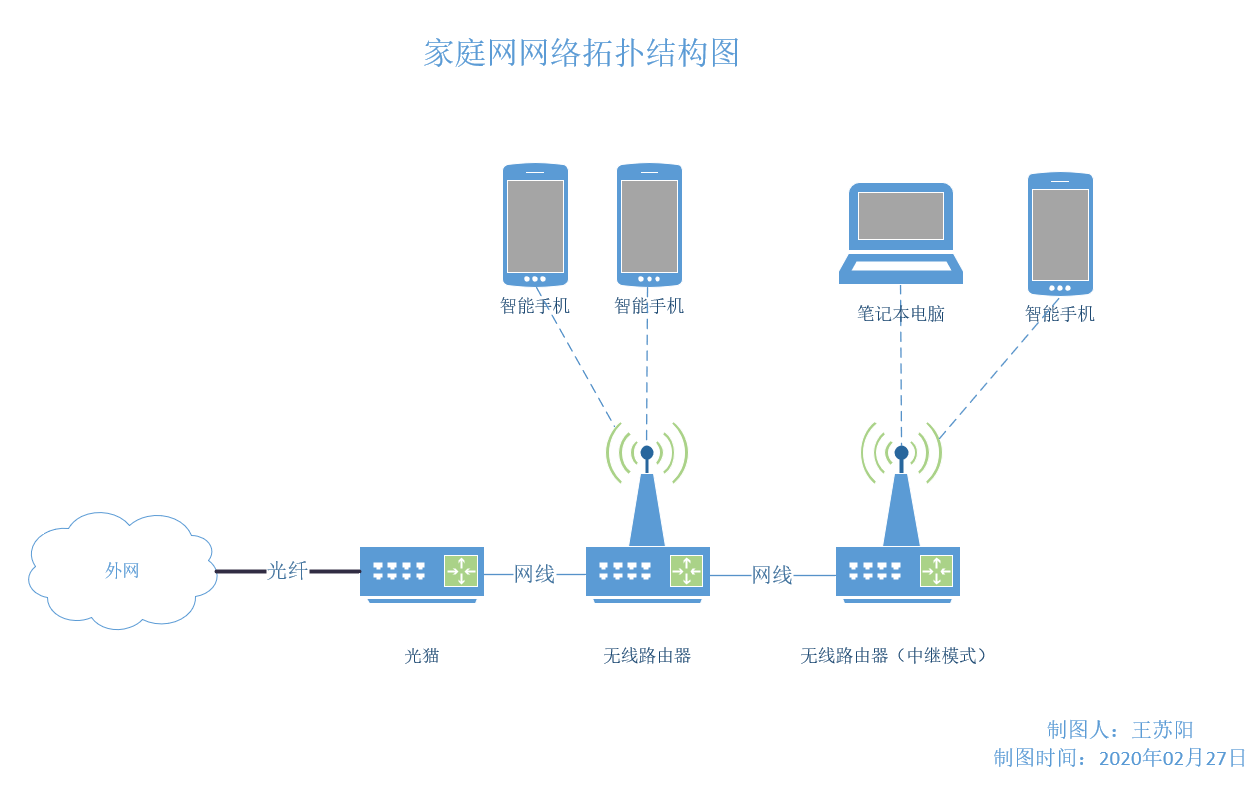 家庭网网络拓扑结构图
智能手机
智能手机
笔记本电脑
智能手机
外网
光纤
网线
网线
光猫
无线路由器
无线路由器（中继模式）
制图人：王苏阳
制图时间：2020年02月27日